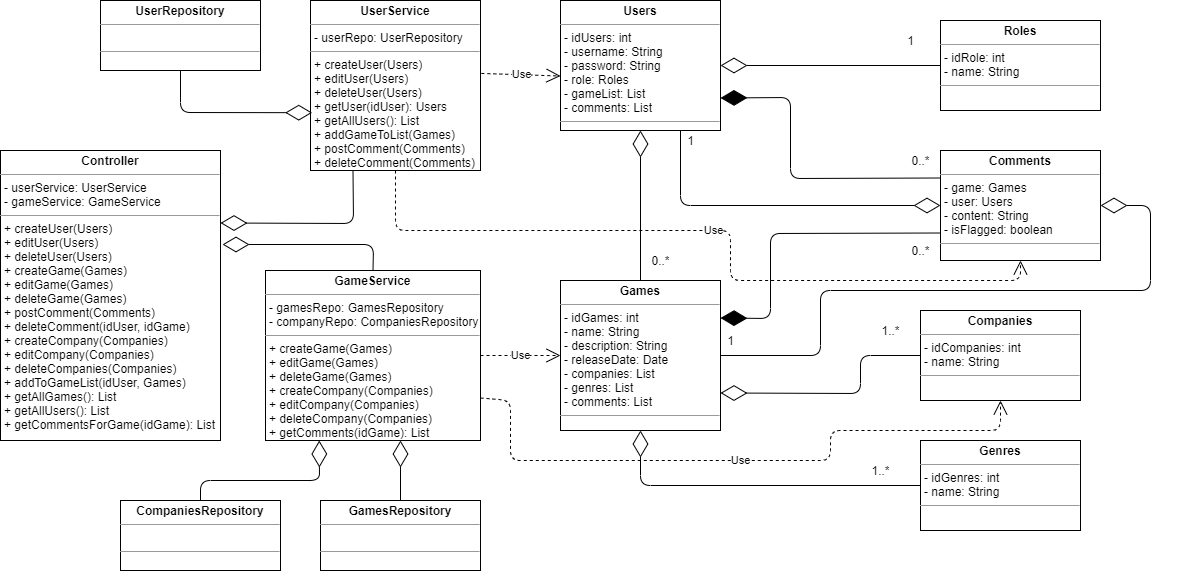 UserRepository
UserService
- userRepo: UserRepository
+ createUser(Users)
+ editUser(Users)
+ deleteUser(Users)
+ getUser(idUser): Users
+ getAllUsers(): List
+ addGameToList(Games)
+ postComment(Comments)
+ deleteComment(Comments)
Use
Users
- idUsers: int
- username: String
- password: String
- role: Roles
- gameList: List
- comments: List
1
Roles
- idRole: int
- name: String
Controller
- userService: UserService
- gameService: GameService
+ createUser(Users)
+ editUser(Users)
+ deleteUser(Users)
+ createGame(Games)
+ editGame(Games)
+ deleteGame(Games)
+ postComment(Comments)
+ deleteComment(idUser, idGame)
+ createCompany(Companies)
+ editCompany(Companies)
+ deleteCompanies(Companies)
+ addToGameList(idUser, Games)
+ getAllGames(): List
+ getAllUsers(): List
+ getCommentsForGame(idGame): List
1
0..*
Comments
- game: Games
- user: Users
- content: String
- isFlagged: boolean
Use
0..*
0..*
GameService
- gamesRepo: GamesRepository
- companyRepo: CompaniesRepository
+ createGame(Games)
+ editGame(Games)
+ deleteGame(Games)
+ createCompany(Companies)
+ editCompany(Companies)
+ deleteCompany(Companies)
+ getComments(idGame): List
Use
Games
- idGames: int
- name: String
- description: String
- releaseDate: Date
- companies: List
- genres: List
- comments: List
1
1..*
Companies
- idCompanies: int
- name: String
Use
1..*
Genres
- idGenres: int
- name: String
CompaniesRepository
GamesRepository